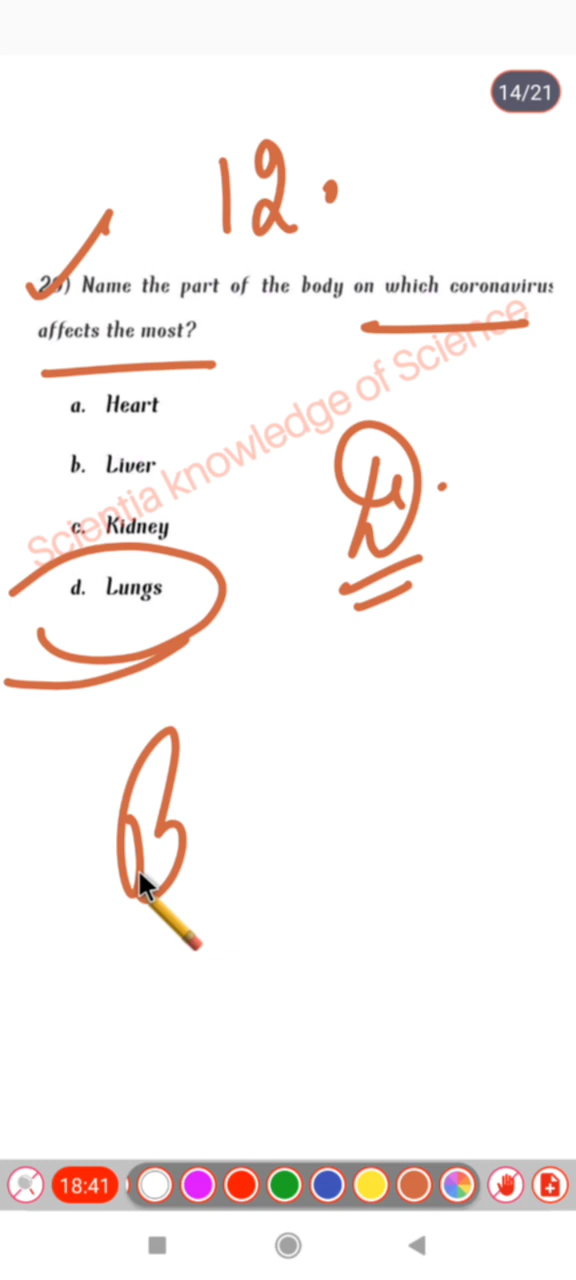 14/21
12.
Name the part of the body on which coronavirus
affects the most?
a. Heart
b. Liver
c. Kidney
d. Lungs
Scientia knowledge of Science
18:41